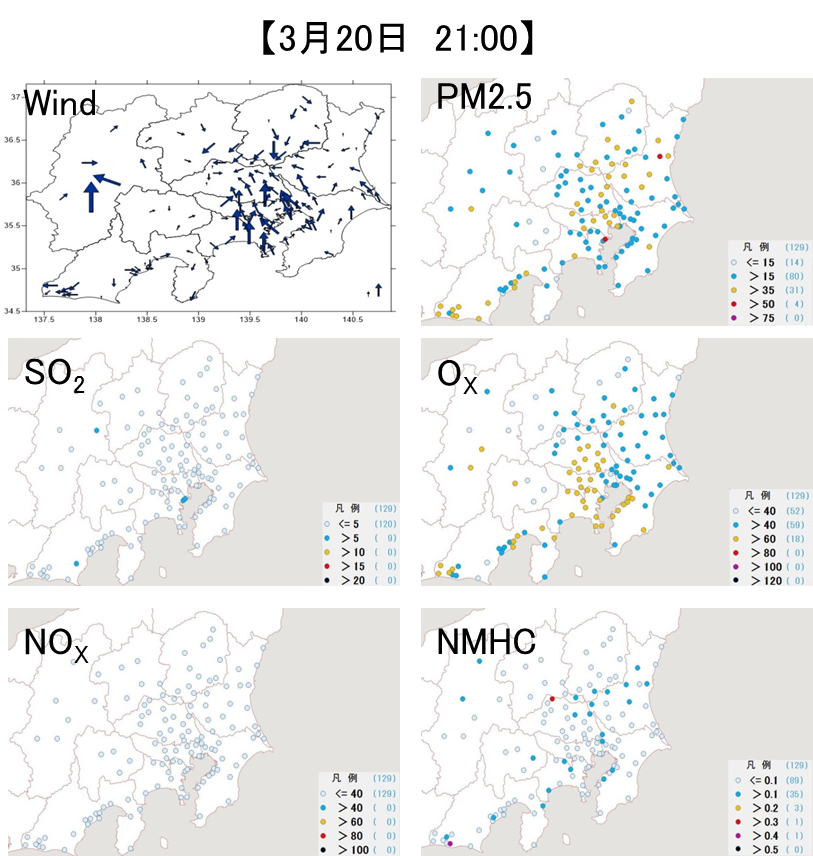 【3月20日 21:00】
Wind
37
36.5
36
35.5
35
34.5
137.5 138 138.5 139 139.5 140 140.5
PM2.5
凡 例 (129)
<= 15 (14)
> 15 (80)
> 35 (31)
> 50 ( 4)
> 75 ( 0)
SO2
凡 例 (129)
<= 5 (120)
> 5 ( 9)
> 10 ( 0)
> 15 ( 0)
> 20 ( 0)
OX
凡 例 (129)
<= 40 (52)
> 40 (59)
> 60 (18)
> 80 ( 0)
> 100 ( 0)
> 120 ( 0)
NOX
凡 例 (129)
<= 40 (129)
> 40 ( 0)
> 60 ( 0)
> 80 ( 0)
> 100 ( 0)
NMHC
凡 例 (129)
<= 0.1 (89)
> 0.1 (35)
> 0.2 ( 3)
> 0.3 ( 1)
> 0.4 ( 1)
> 0.5 ( 0)